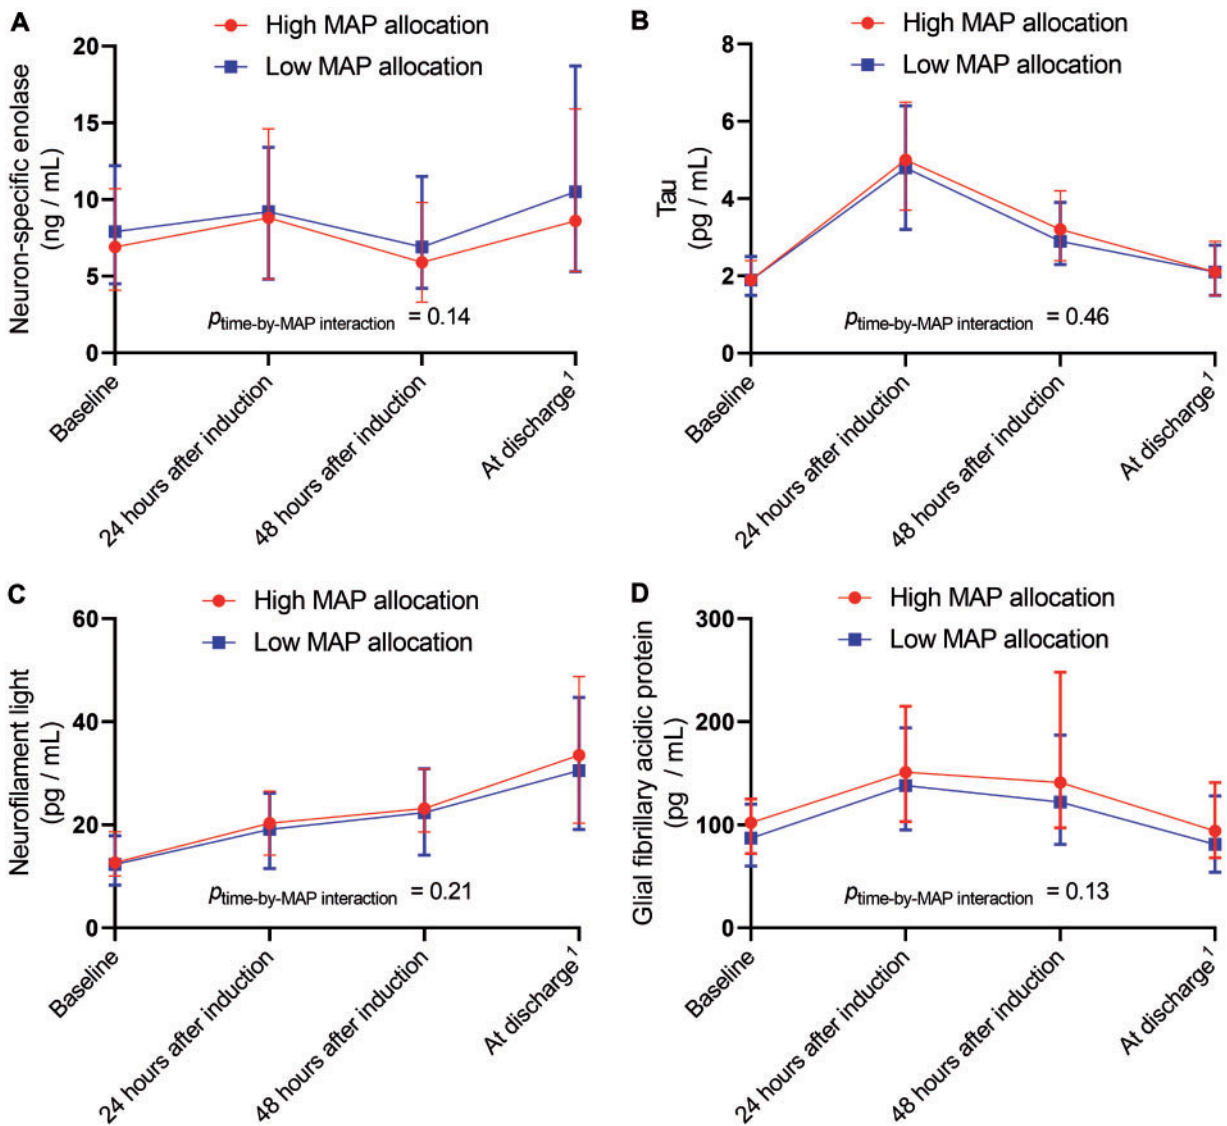 A
High MAP allocation
Low MAP allocation
Neuron-specific enolase
(ng / mL)
20
15
10
5
0
p time-by-MAP interaction = 0.14
Baseline
24 hours after induction
48 hours after induction
At discharge 1
B
High MAP allocation
Low MAP allocation
Tau
(pg / mL)
8
6
4
2
0
p time-by-MAP interaction = 0.46
Baseline
24 hours after induction
48 hours after induction
At discharge 1
C
High MAP allocation
Low MAP allocation
Neurofilament light
(pg / mL)
60
40
20
0
p time-by-MAP interaction = 0.21
Baseline
24 hours after induction
48 hours after induction
At discharge 1
D
High MAP allocation
Low MAP allocation
Glial fibrillary acidic protein
(pg / mL)
300
200
100
0
p time-by-MAP interaction = 0.13
Baseline
24 hours after induction
48 hours after induction
At discharge 1